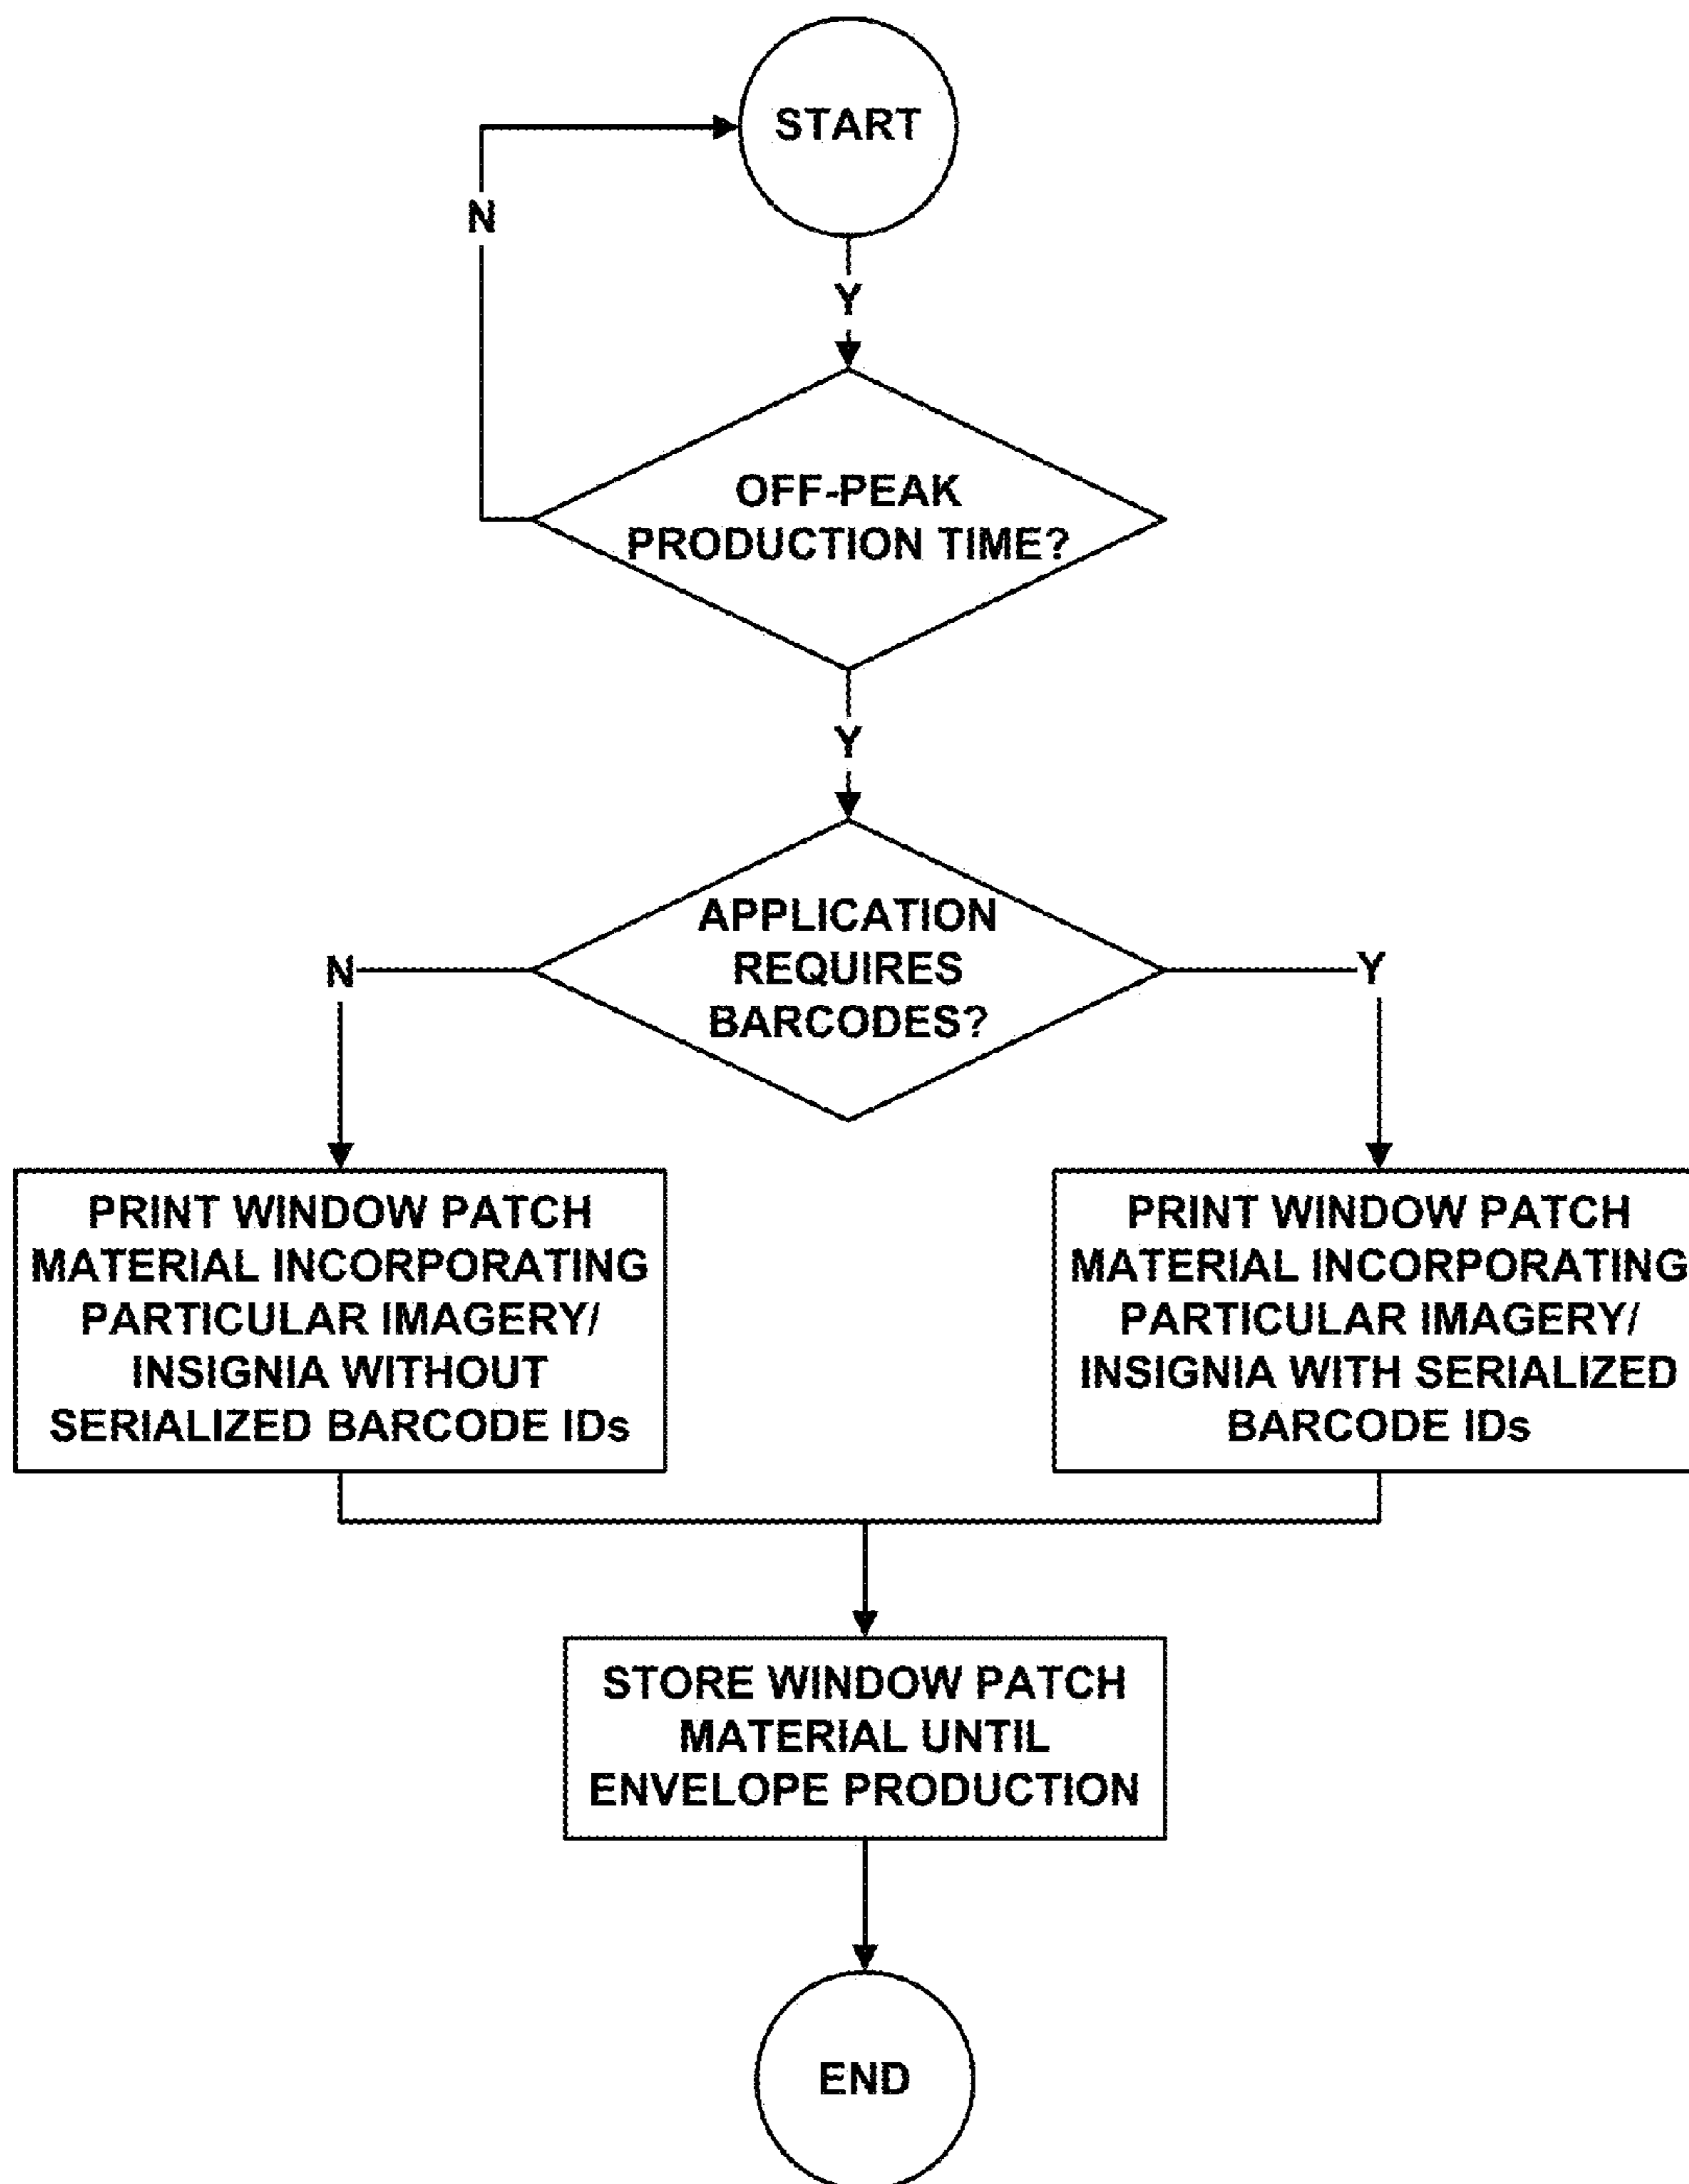 START
N
Y
OFF-PEAK
PRODUCTION TIME?
Y
APPLICATION
REQUIRES
BARCODES?
N
Y
PRINT WINDOW PATCH
MATERIAL INCORPORATING
PARTICULAR IMAGERY/
INSIGNIA WITHOUT
SERIALIZED BARCODE IDs
PRINT WINDOW PATCH
MATERIAL INCORPORATING
PARTICULAR IMAGERY/
INSIGNIA WITH SERIALIZED
BARCODE IDs
STORE WINDOW PATCH
MATERIAL UNTIL
ENVELOPE PRODUCTION
END